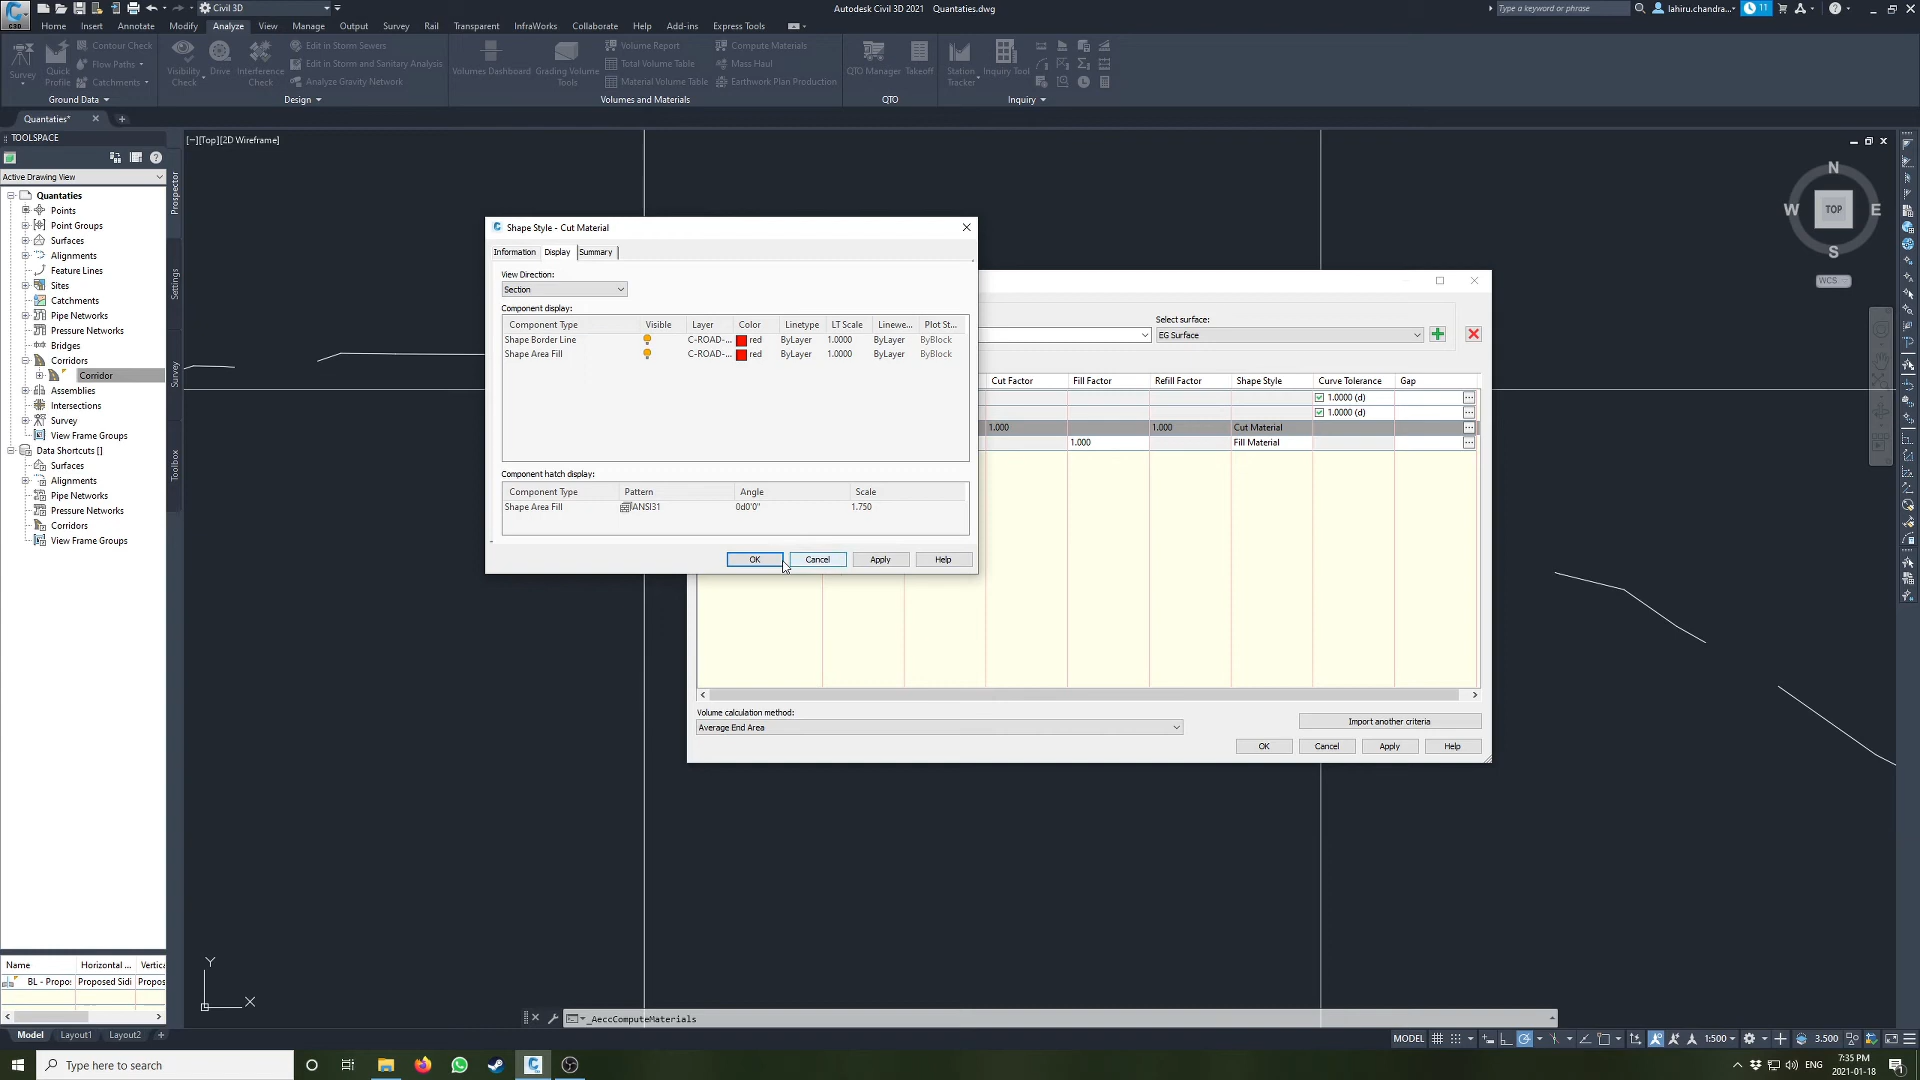 Civil 3D
Autodesk Civil 3D 2021 Quantaties.dwg
Type a keyword or phrase
lahiru.chandra...
11
C3D
Home Insert Annotate Modify Analyze View Manage Output Survey Rail Transparent InfraWorks Collaborate Help Add-ins Express Tools
Survey
Quick Profile
Contour Check
Flow Paths
Catchments
Ground Data
Visibility Check
Drive
Interference Check
Edit in Storm Sewers
Edit in Storm and Sanitary Analysis
Analyze Gravity Network
Design
Volumes Dashboard
Grading Volume Tools
Volume Report
Total Volume Table
Material Volume Table
Compute Materials
Mass Haul
Earthwork Plan Production
Volumes and Materials
QTO Manager
Takeoff
QTO
Station Tracker
Inquiry Tool
Inquiry
Quantaties*
TOOLSPACE
Active Drawing View
Prospector
Settings
Survey
Toolbox
Quantaties
Points
Point Groups
Surfaces
Alignments
Feature Lines
Sites
Catchments
Pipe Networks
Pressure Networks
Bridges
Corridors
Corridor
Assemblies
Intersections
Survey
View Frame Groups
Data Shortcuts []
Surfaces
Alignments
Pipe Networks
Pressure Networks
Corridors
View Frame Groups
Name Horizontal ... Vertica
BL - Propo: Proposed Sidi Propos
[−][Top][2D Wireframe]
N
W TOP E
S
WCS
Shape Style - Cut Material
Information Display Summary
View Direction:
Section
Component display:
Component Type Visible Layer Color Linetype LT Scale Linewe... Plot St...
Shape Border Line C-ROAD-... red ByLayer 1.0000 ByLayer ByBlock
Shape Area Fill C-ROAD-... red ByLayer 1.0000 ByLayer ByBlock
Component hatch display:
Component Type Pattern Angle Scale
Shape Area Fill ANSI31 0d0'0" 1.750
OK Cancel Apply Help
Select surface:
EG Surface
Cut Factor Fill Factor Refill Factor Shape Style Curve Tolerance Gap
1.0000 (d)
1.0000 (d)
1.000 1.000 Cut Material
1.000 Fill Material
Volume calculation method:
Average End Area
Import another criteria
OK Cancel Apply Help
Y
X
_AeccComputeMaterials
Model Layout1 Layout2
MODEL
1:500
3.500
Type here to search
ENG
7:35 PM
2021-01-18